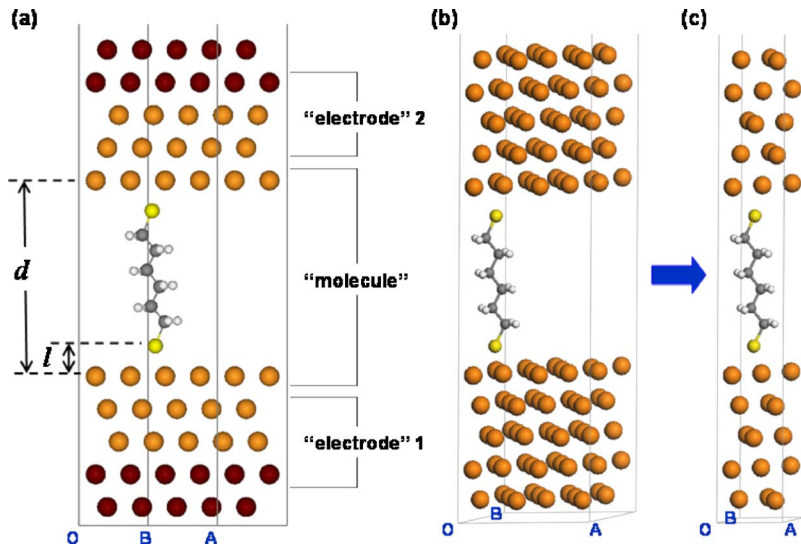 (a)
(b)
(c)
“electrode” 2
d
“molecule”
l
“electrode” 1
O B A
O B A
O B A